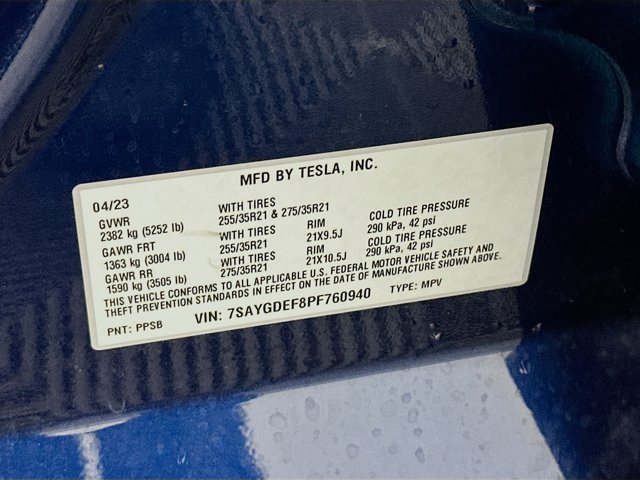 MFD BY TESLA, INC.
04/23
GVWR WITH TIRES
2382 kg (5252 lb) 255/35R21 & 275/35R21
GAWR FRT WITH TIRES RIM COLD TIRE PRESSURE
1363 kg (3004 lb) 255/35R21 21X9.5J 290 kPa, 42 psi
GAWR RR WITH TIRES RIM COLD TIRE PRESSURE
1590 kg (3505 lb) 275/35R21 21X10.5J 290 kPa, 42 psi
THIS VEHICLE CONFORMS TO ALL APPLICABLE U.S. FEDERAL MOTOR VEHICLE SAFETY AND
THEFT PREVENTION STANDARDS IN EFFECT ON THE DATE OF MANUFACTURE SHOWN ABOVE.
PNT: PPSB VIN: 7SAYGDEF8PF760940 TYPE: MPV